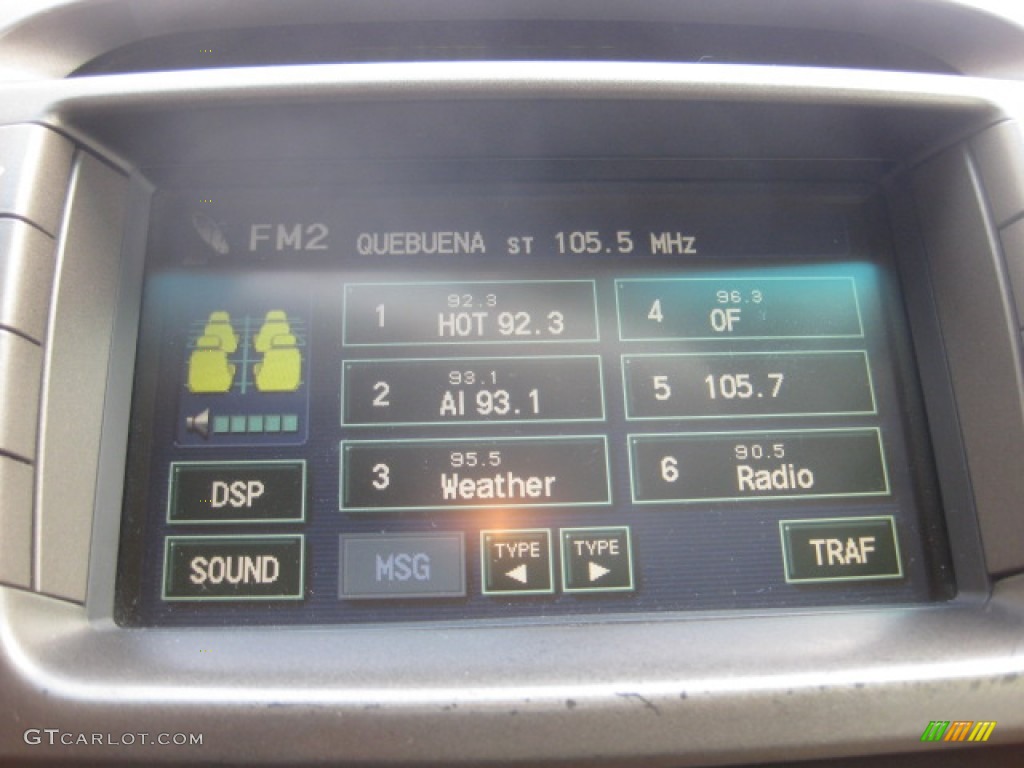 FM2 QUEBUENA ST 105.5 MHz
1 92.3 HOT 92.3
4 96.3 OF
2 93.1 AI 93.1
5 105.7
3 95.5 Weather
6 90.5 Radio
DSP
SOUND
MSG
TYPE ◀
TYPE ▶
TRAF
GTCARLOT.COM